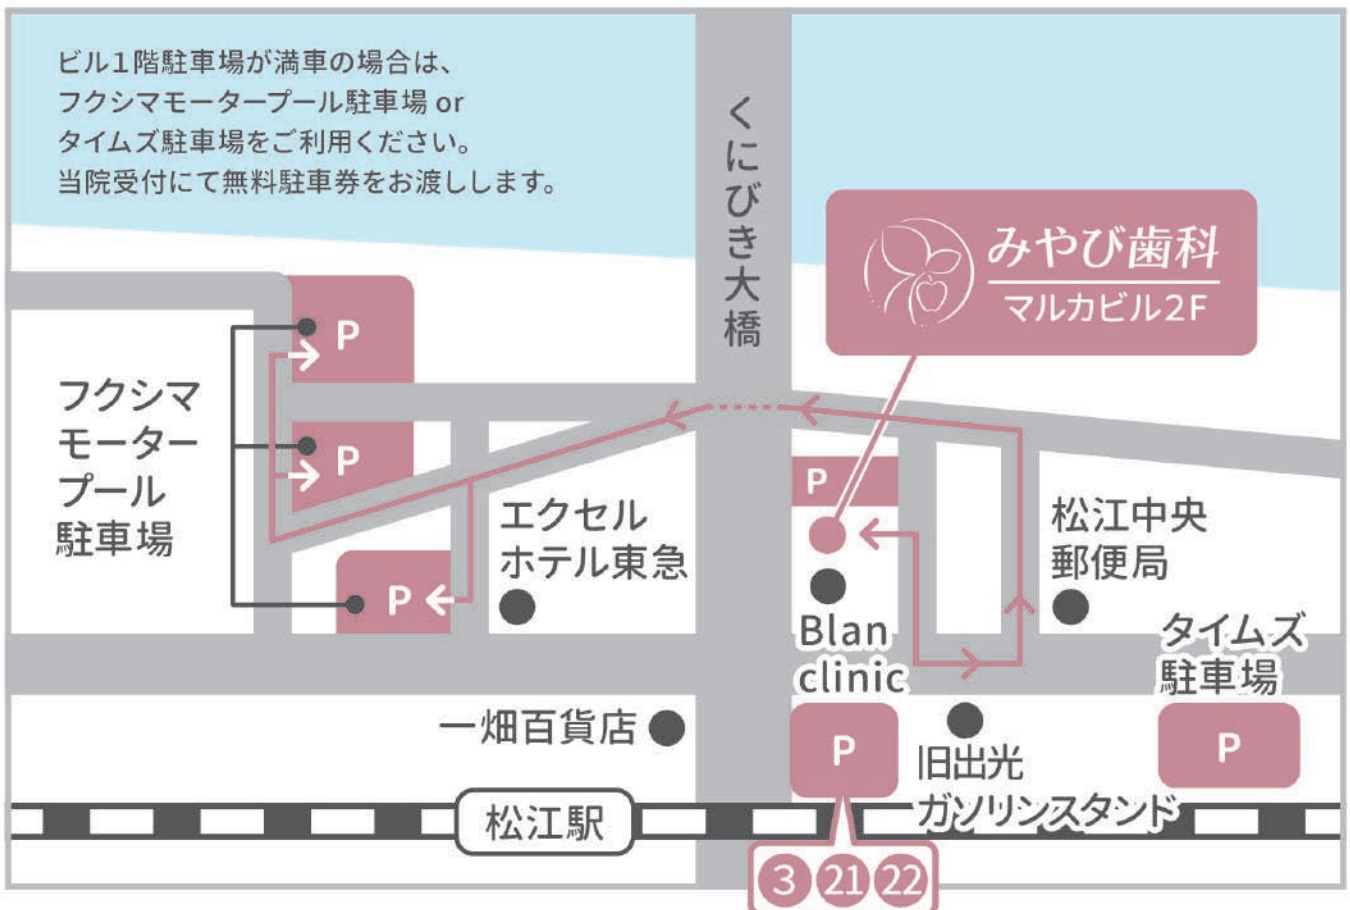 ビル1階駐車場が満車の場合は、
フクシマモータープール駐車場 or
タイムズ駐車場をご利用ください。
当院受付にて無料駐車券をお渡しします。
くにびき大橋
みやび歯科
マルカビル2F
P
P
P
フクシマ
モーター
プール
駐車場
エクセル
ホテル東急
P
松江中央
郵便局
Blan
clinic
タイムズ
駐車場
一畑百貨店
P
旧出光
ガソリンスタンド
P
松江駅
3 21 22